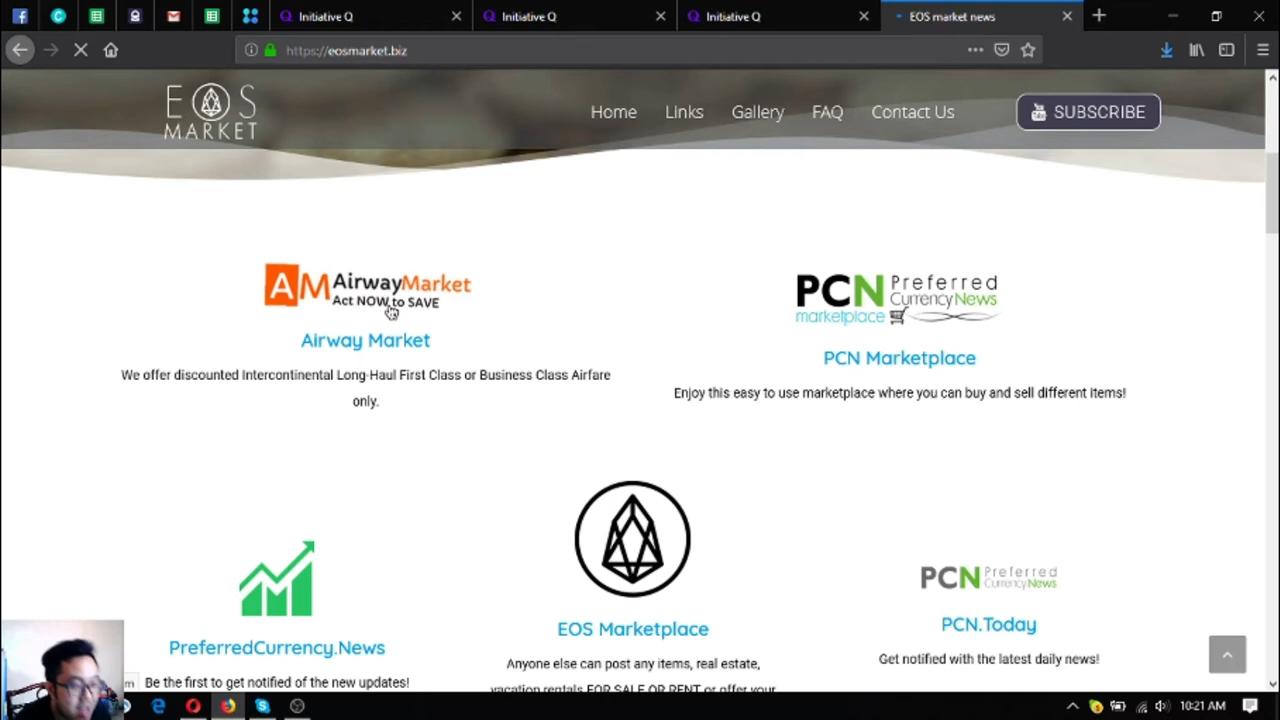 Initiative Q
Initiative Q
Initiative Q
EOS market news
https://eosmarket.biz
EOS
MARKET
Home
Links
Gallery
FAQ
Contact Us
SUBSCRIBE
AM AirwayMarket
Act NOW to SAVE
Airway Market
We offer discounted Intercontinental Long-Haul First Class or Business Class Airfare
only.
PCN Preferred
Currency News
marketplace
PCN Marketplace
Enjoy this easy to use marketplace where you can buy and sell different items!
PreferredCurrency.News
Be the first to get notified of the new updates!
EOS Marketplace
Anyone else can post any items, real estate,
vacation rentals FOR SALE OR RENT or offer your
PCN Preferred
Currency News
PCN.Today
Get notified with the latest daily news!
m
10:21 AM